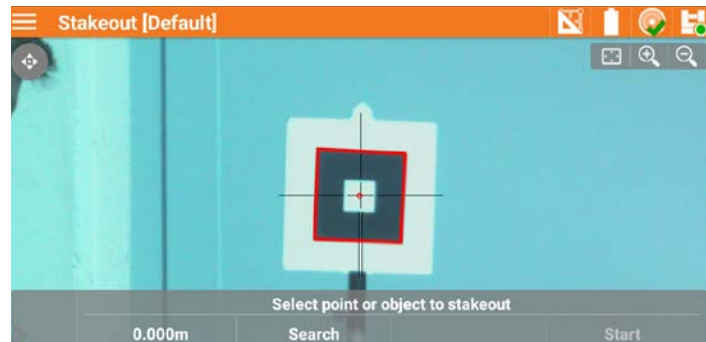 Stakeout [Default]
Select point or object to stakeout
0.000m Search Start